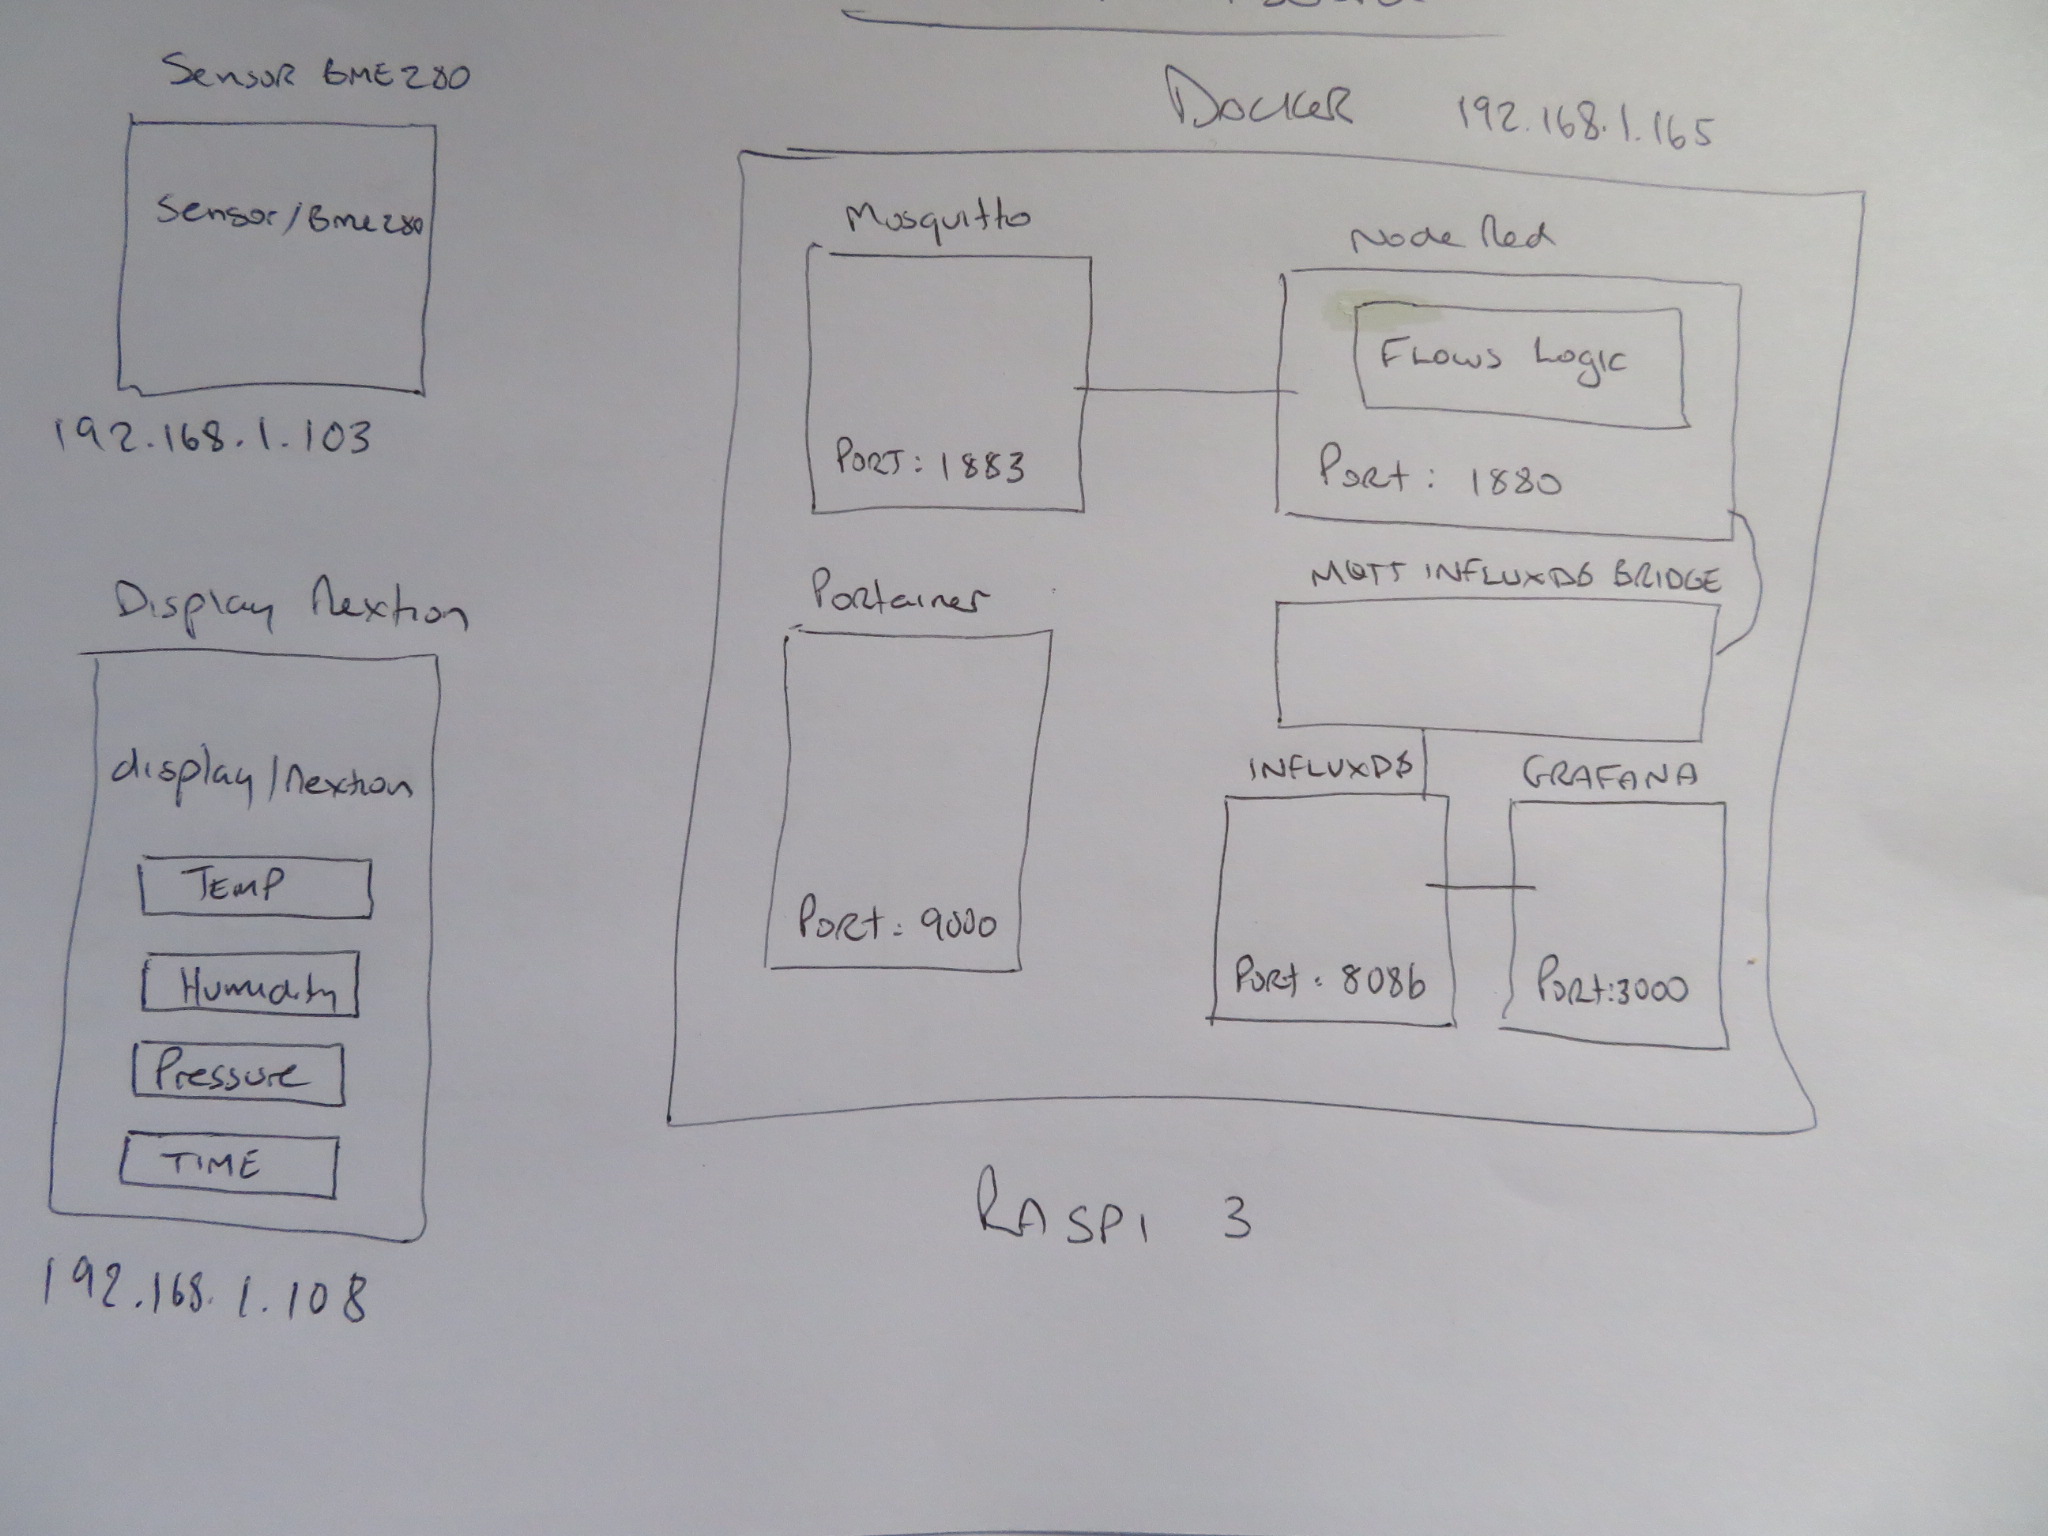 Sensor BME280
Sensor/Bme280
192.168.1.103
Display Nextion
display/Nextion
TEMP
Humidity
Pressure
TIME
192.168.1.108
Docker 192.168.1.165
Mosquitto
Port: 1883
Node Red
Flows Logic
Port: 1880
MQTT INFLUXDB BRIDGE
Portainer
Port: 9000
INFLUXDB
Port: 8086
GRAFANA
Port:3000
RASPI 3